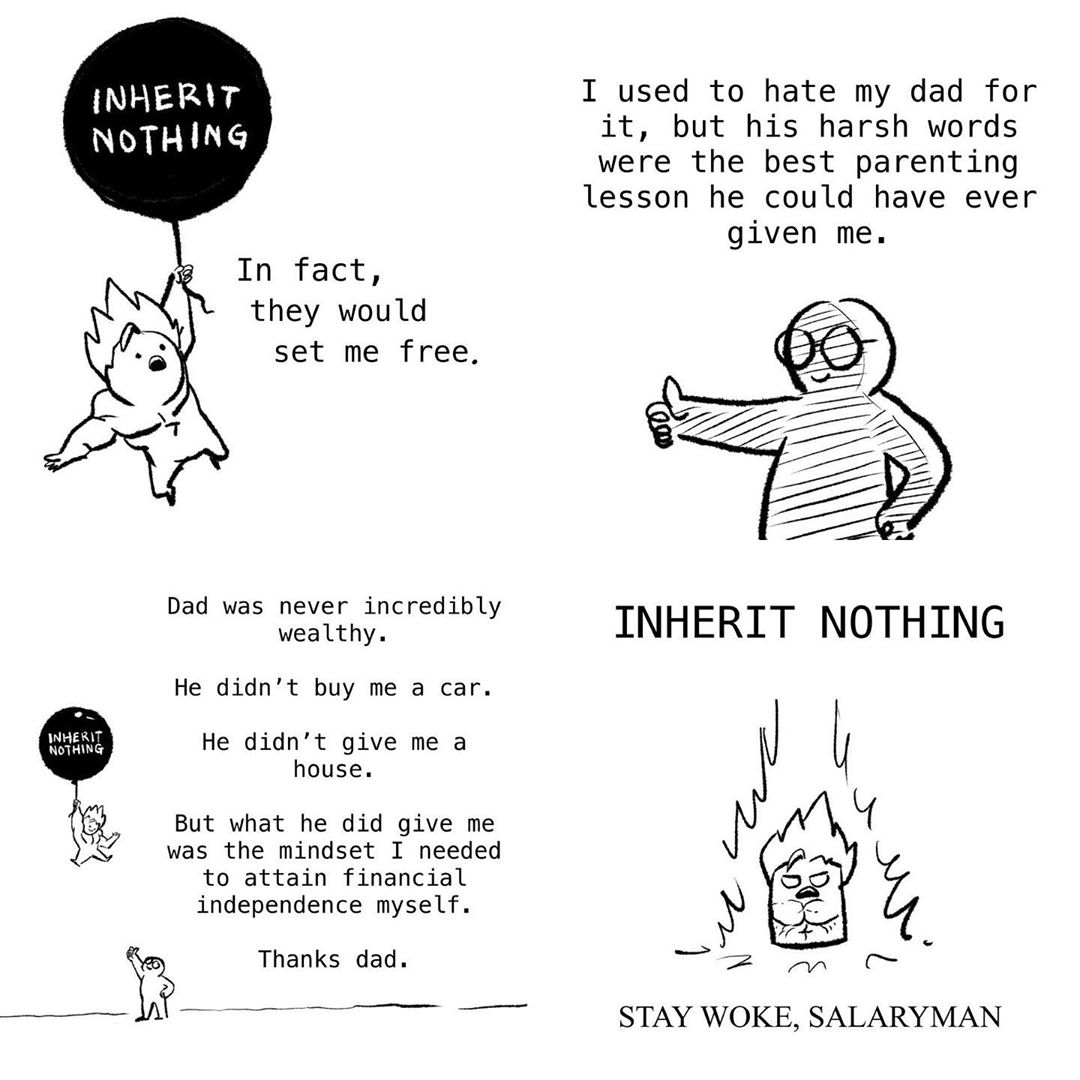 INHERIT
NOTHING
In fact,
they would
set me free.
I used to hate my dad for
it, but his harsh words
were the best parenting
lesson he could have ever
given me.
Dad was never incredibly
wealthy.
He didn't buy me a car.
He didn't give me a
house.
But what he did give me
was the mindset I needed
to attain financial
independence myself.
Thanks dad.
INHERIT
NOTHING
INHERIT NOTHING
STAY WOKE, SALARYMAN